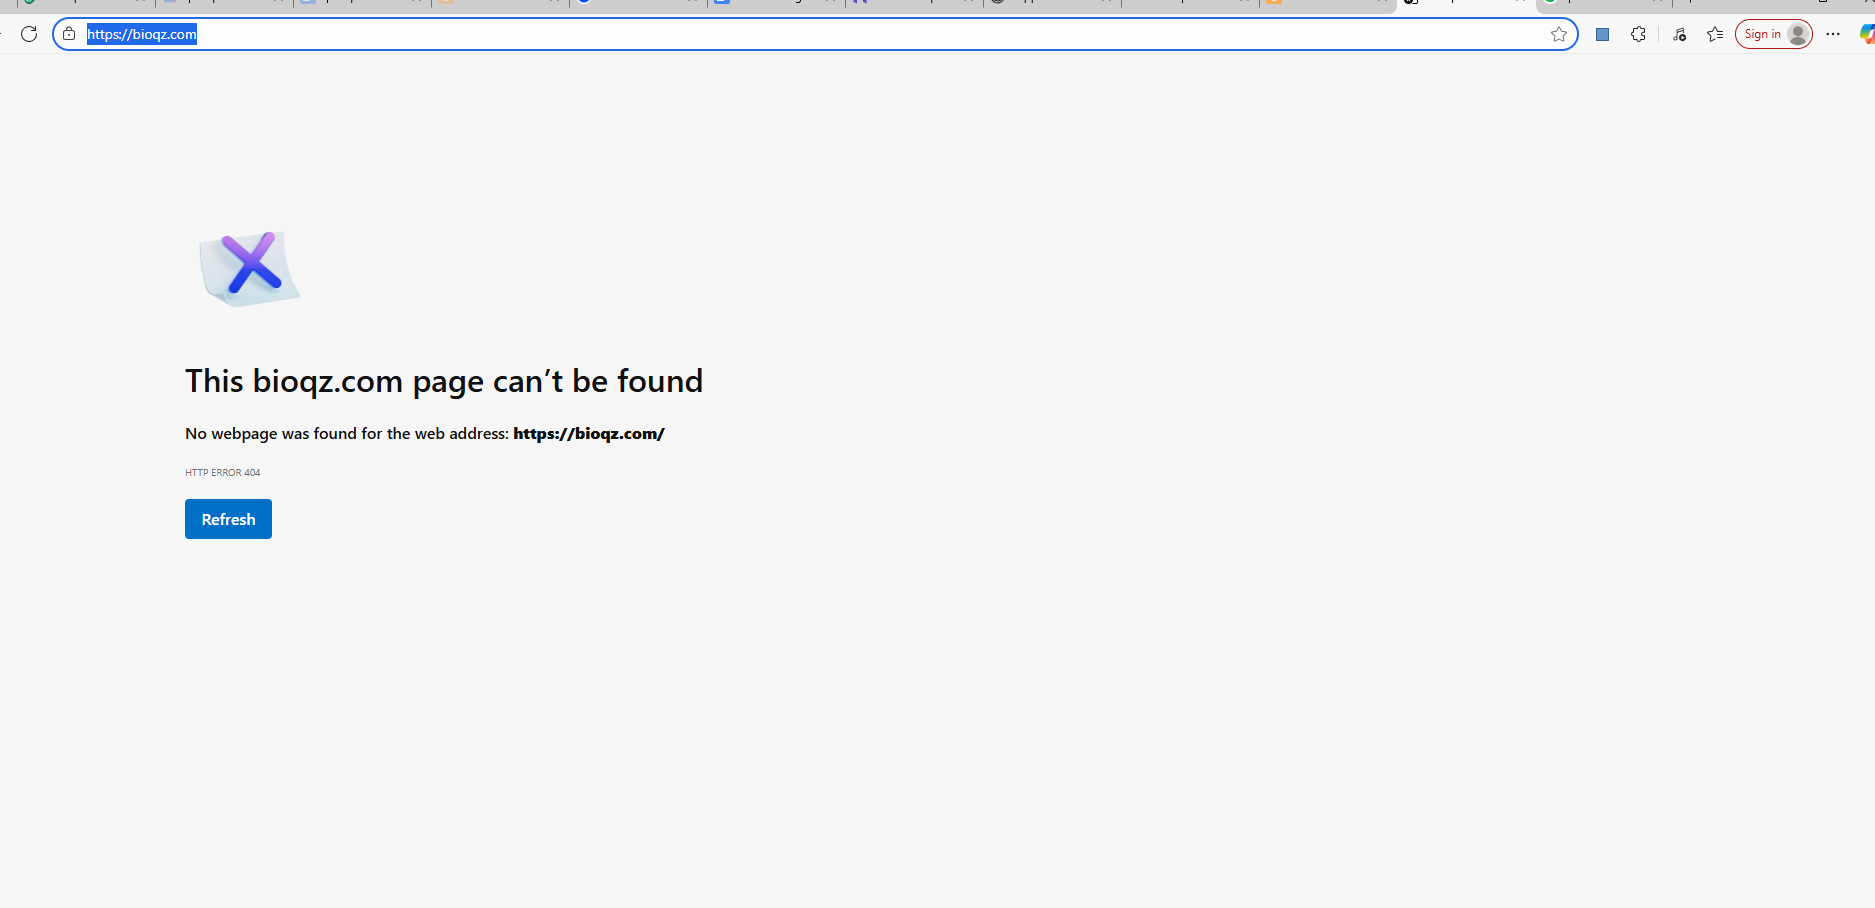 https://bioqz.com
Sign in
This bioqz.com page can’t be found
No webpage was found for the web address: https://bioqz.com/
HTTP ERROR 404
Refresh